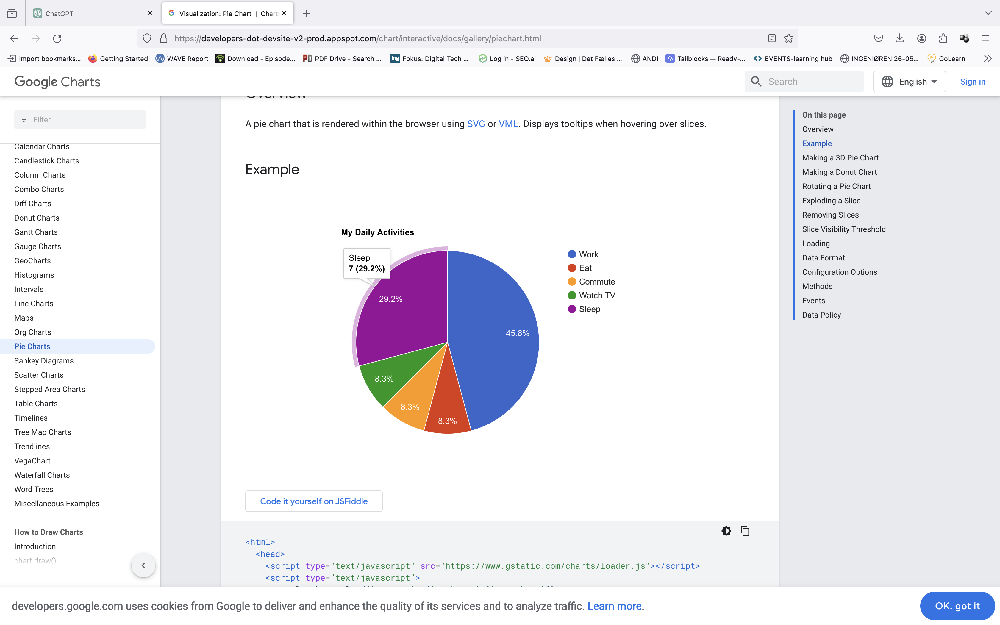 ChatGPT
Visualization: Pie Chart | Chart
https://developers-dot-devsite-v2-prod.appspot.com/chart/interactive/docs/gallery/piechart.html
Import bookmarks...
Getting Started
WAVE Report
Download - Episode...
PDF Drive - Search ...
ing
Fokus: Digital Tech ...
Log in - SEO.ai
Design | Det Fælles ...
ANDI
Tailblocks — Ready-...
EVENTS-learning hub
INGENIØREN 26-05...
GoLearn
Google Charts
Search
English
Sign in
Filter
Calendar Charts
Candlestick Charts
Column Charts
Combo Charts
Diff Charts
Donut Charts
Gantt Charts
Gauge Charts
GeoCharts
Histograms
Intervals
Line Charts
Maps
Org Charts
Pie Charts
Sankey Diagrams
Scatter Charts
Stepped Area Charts
Table Charts
Timelines
Tree Map Charts
Trendlines
VegaChart
Waterfall Charts
Word Trees
Miscellaneous Examples
How to Draw Charts
Introduction
chart.draw()
Overview
A pie chart that is rendered within the browser using SVG or VML. Displays tooltips when hovering over slices.
Example
My Daily Activities
Sleep
7 (29.2%)
29.2%
45.8%
8.3%
8.3%
8.3%
Work
Eat
Commute
Watch TV
Sleep
Code it yourself on JSFiddle
<html>
<head>
<script type="text/javascript" src="https://www.gstatic.com/charts/loader.js"></script>
<script type="text/javascript">
On this page
Overview
Example
Making a 3D Pie Chart
Making a Donut Chart
Rotating a Pie Chart
Exploding a Slice
Removing Slices
Slice Visibility Threshold
Loading
Data Format
Configuration Options
Methods
Events
Data Policy
developers.google.com uses cookies from Google to deliver and enhance the quality of its services and to analyze traffic. Learn more.
OK, got it